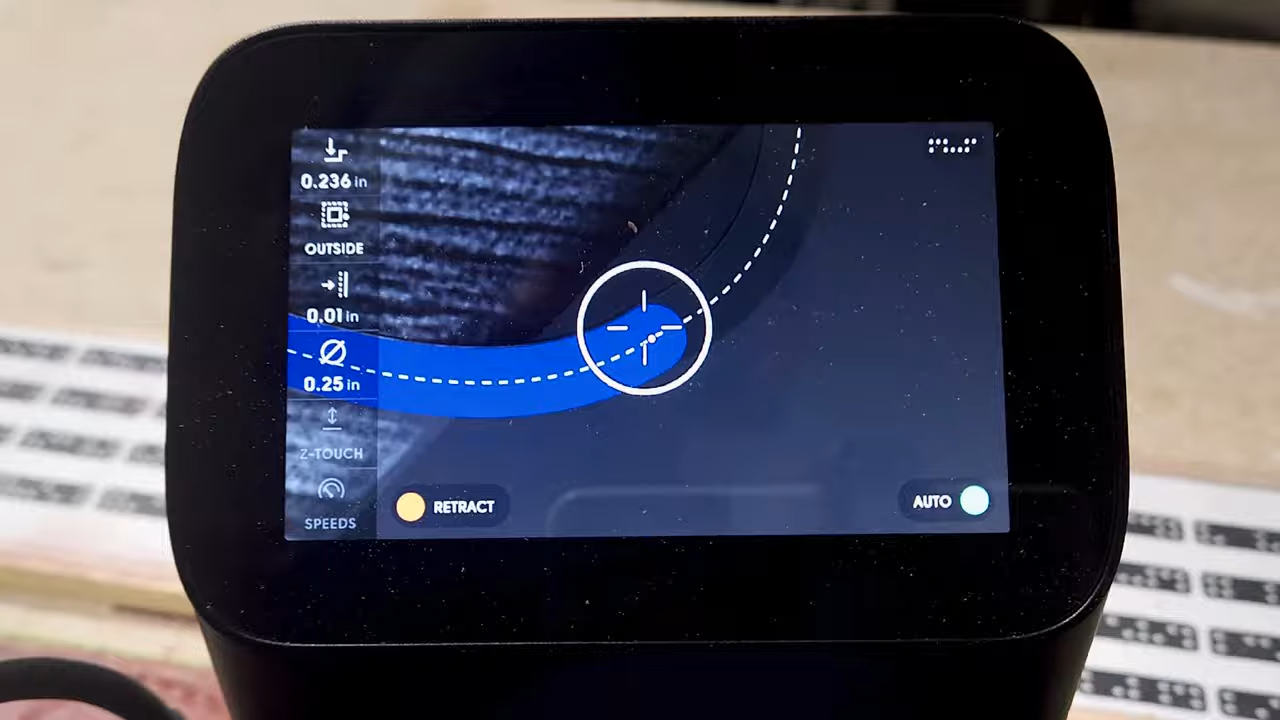 0.236 in
OUTSIDE
0.01 in
0.25 in
Z-TOUCH
SPEEDS
RETRACT
AUTO